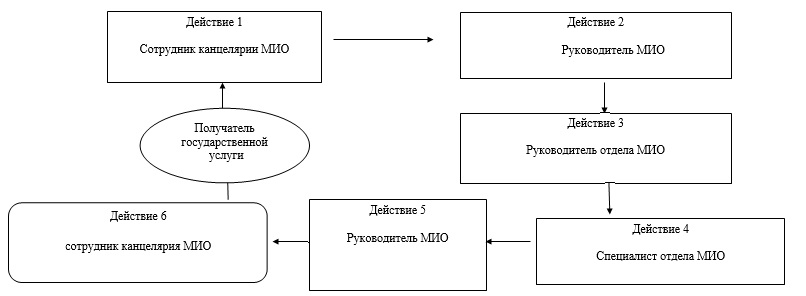 Действие 1
Сотрудник канцелярии МИО
Действие 2
Руководитель МИО
Действие 3
Руководитель отдела МИО
Действие 4
Специалист отдела МИО
Действие 5
Руководитель МИО
Действие 6
сотрудник канцелярия МИО
Получатель
государственной
услуги